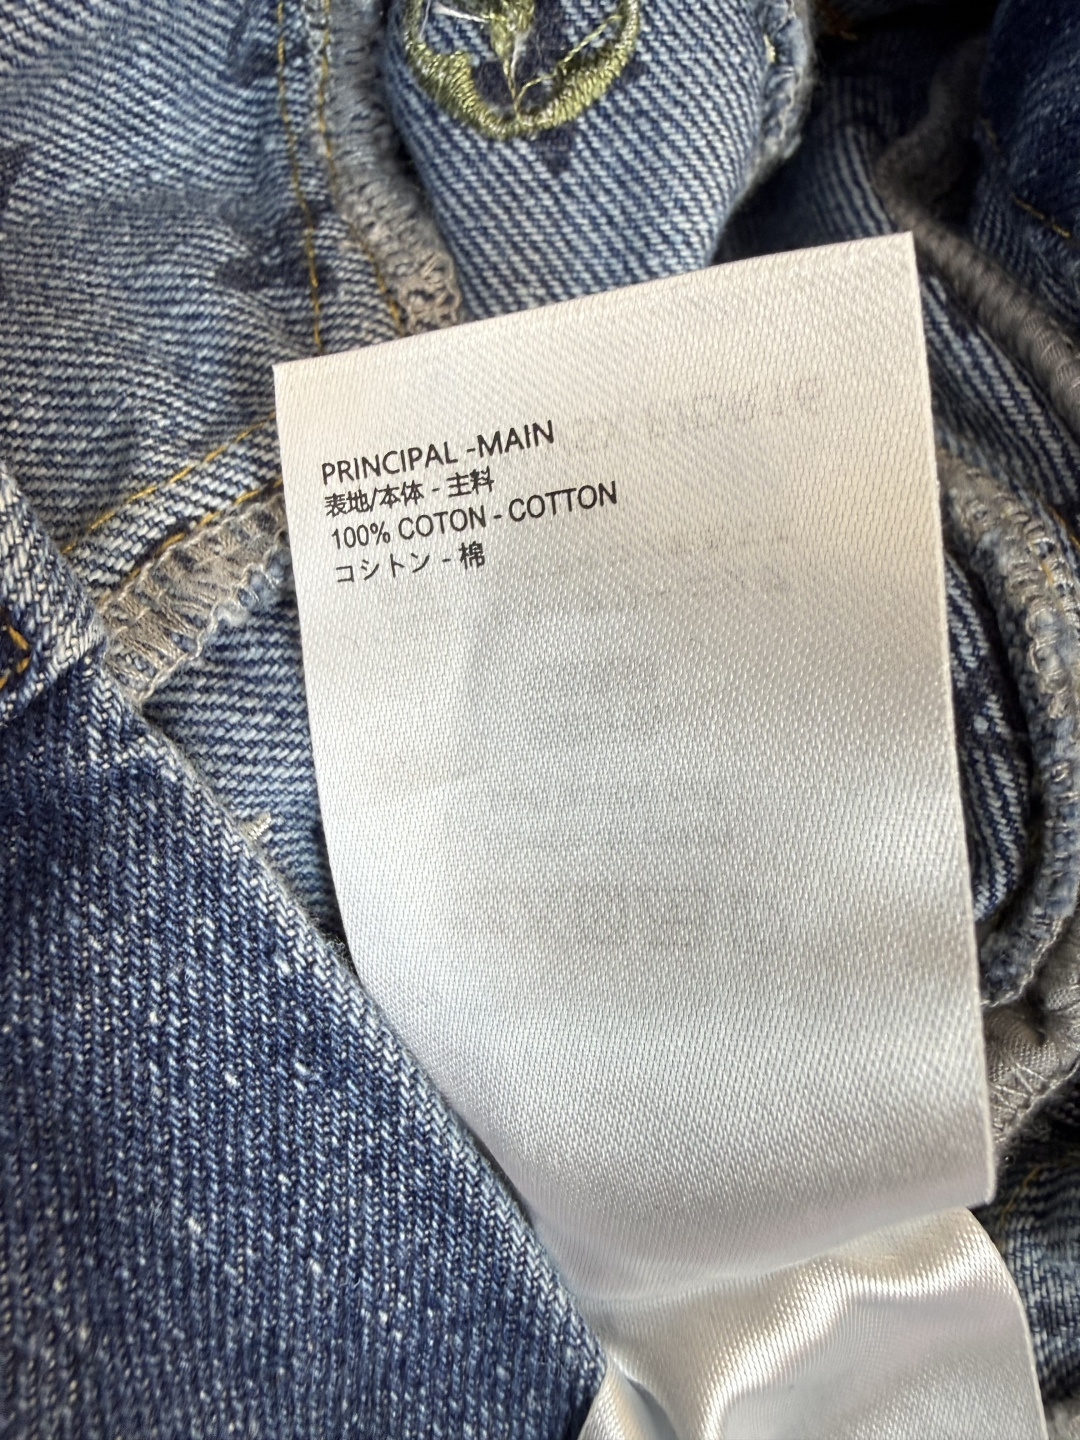 PRINCIPAL -MAIN
表地/本体 - 主料
100% COTON - COTTON
コシトン - 棉